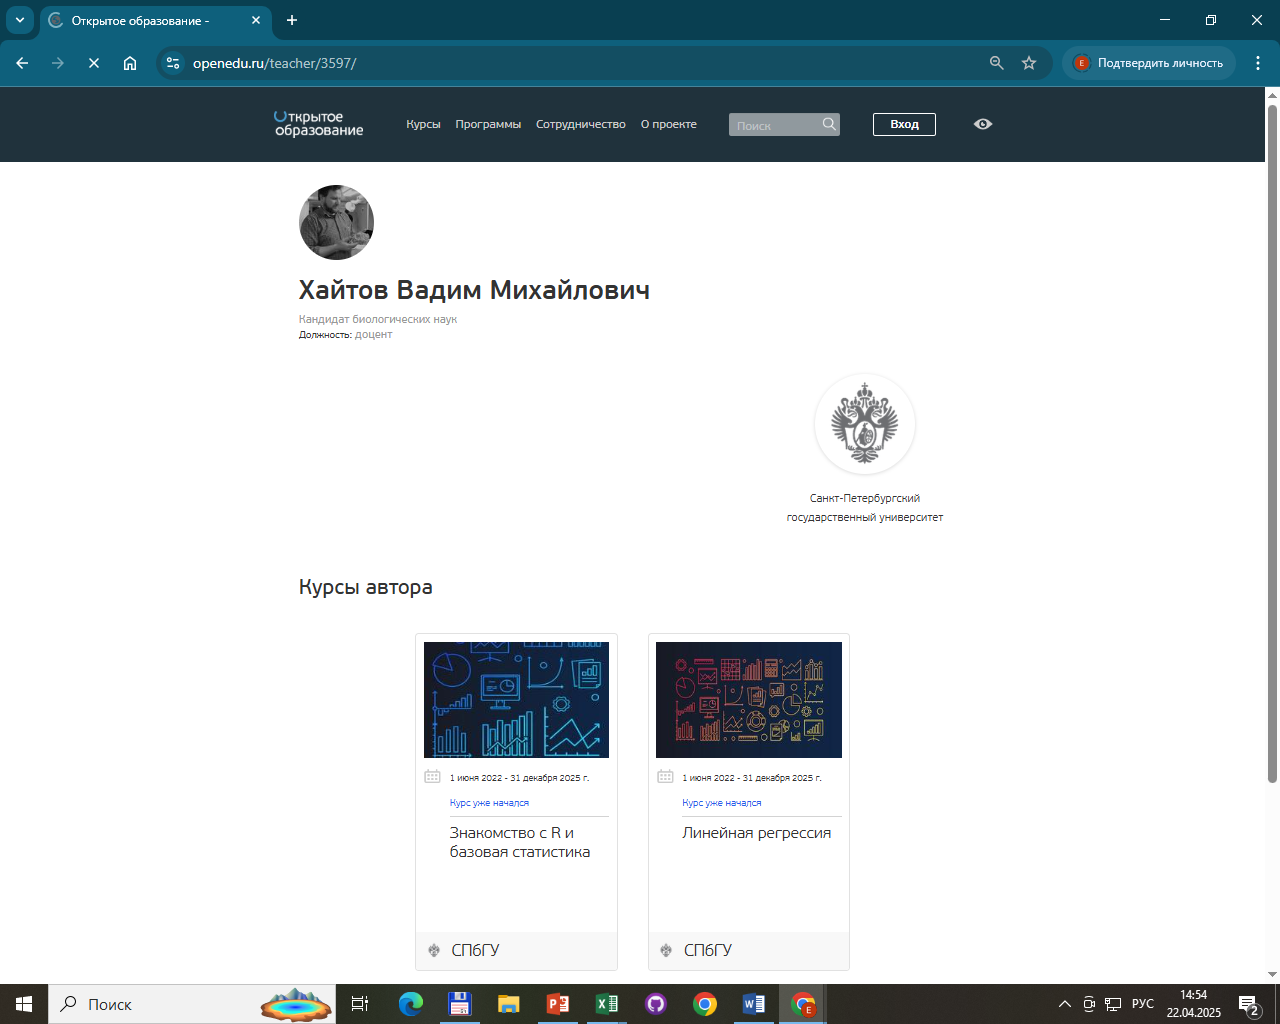 Открытое образование -
openedu.ru/teacher/3597/
Подтвердить личность
Открытое
образование
Курсы
Программы
Сотрудничество
О проекте
Поиск
Вход
Хайтов Вадим Михайлович
Кандидат биологических наук
Должность: доцент
Санкт-Петербургский
государственный университет
Курсы автора
1 июня 2022 - 31 декабря 2025 г.
Курс уже начался
Знакомство с R и
базовая статистика
СПбГУ
1 июня 2022 - 31 декабря 2025 г.
Курс уже начался
Линейная регрессия
СПбГУ
Поиск
РУС
14:54
22.04.2025
2